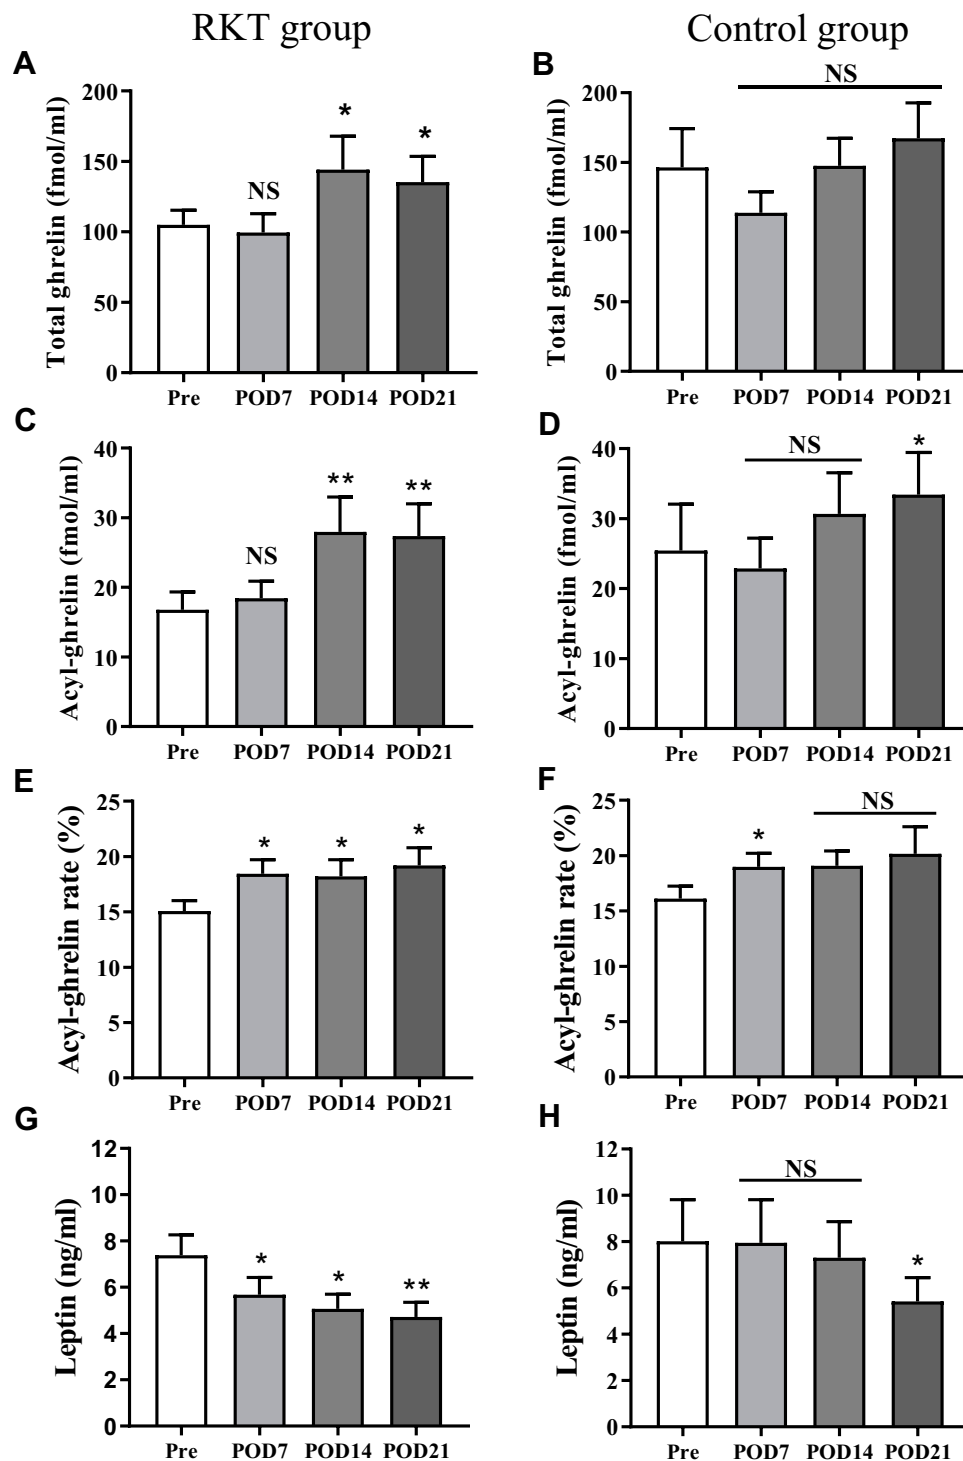 RKT group
Control group
A
Total ghrelin (fmol/ml)
200
150
100
50
0
NS
*
*
Pre POD7 POD14 POD21
B
Total ghrelin (fmol/ml)
200
150
100
50
0
NS
Pre POD7 POD14 POD21
C
Acyl-ghrelin (fmol/ml)
40
30
20
10
0
NS
**
**
Pre POD7 POD14 POD21
D
Acyl-ghrelin (fmol/ml)
40
30
20
10
0
NS
*
Pre POD7 POD14 POD21
E
Acyl-ghrelin rate (%)
25
20
15
10
5
0
*
*
*
Pre POD7 POD14 POD21
F
Acyl-ghrelin rate (%)
25
20
15
10
5
0
*
NS
Pre POD7 POD14 POD21
G
Leptin (ng/ml)
12
10
8
6
4
2
0
*
*
**
Pre POD7 POD14 POD21
H
Leptin (ng/ml)
12
10
8
6
4
2
0
NS
*
Pre POD7 POD14 POD21